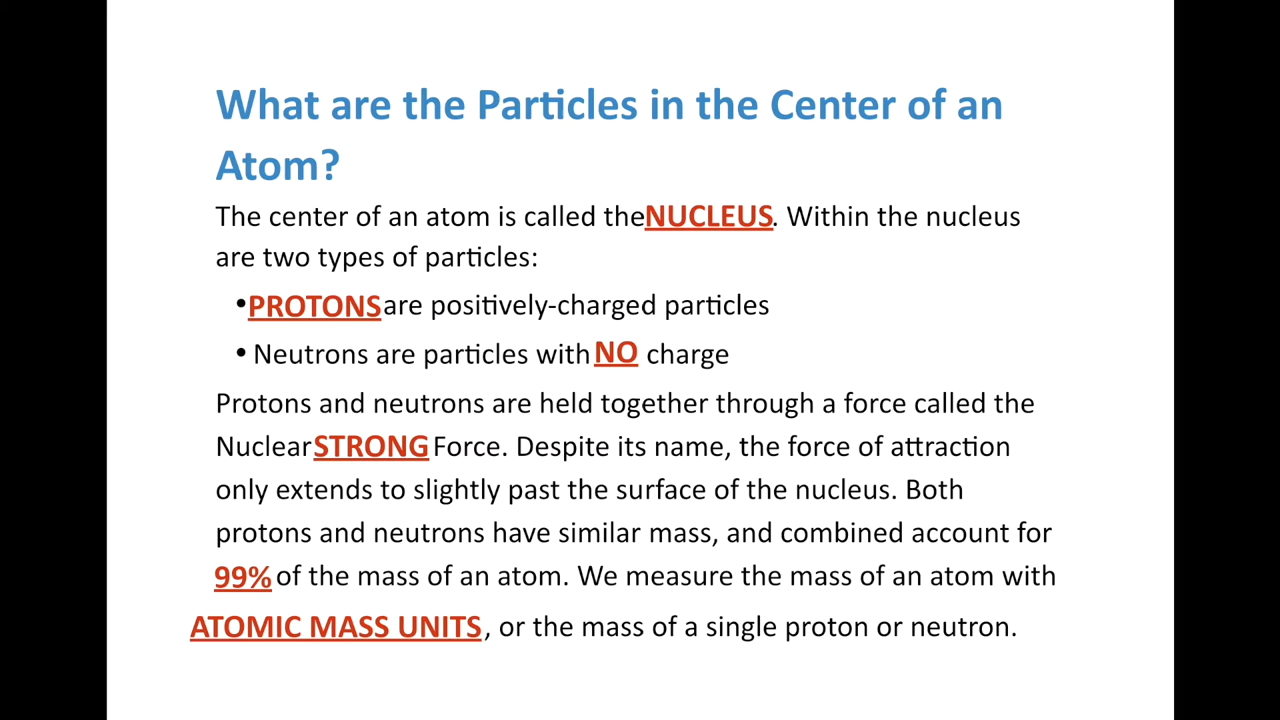 What are the Particles in the Center of an
Atom?
The center of an atom is called the NUCLEUS. Within the nucleus
are two types of particles:
•PROTONS are positively-charged particles
• Neutrons are particles with NO charge
Protons and neutrons are held together through a force called the
Nuclear STRONG Force. Despite its name, the force of attraction
only extends to slightly past the surface of the nucleus. Both
protons and neutrons have similar mass, and combined account for
99% of the mass of an atom. We measure the mass of an atom with
ATOMIC MASS UNITS, or the mass of a single proton or neutron.